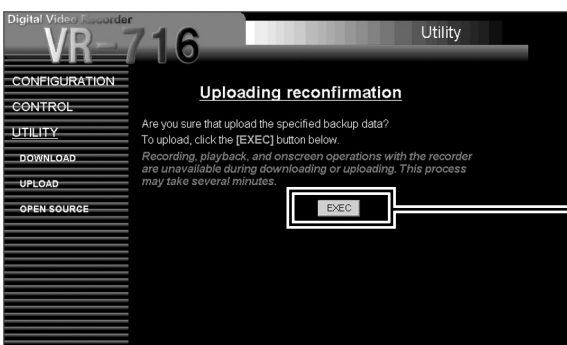 Digital Video Recorder
VR-716
Utility
CONFIGURATION
CONTROL
UTILITY
DOWNLOAD
UPLOAD
OPEN SOURCE
Uploading reconfirmation
Are you sure that upload the specified backup data?
To upload, click the [EXEC] button below.
Recording, playback, and onscreen operations with the recorder
are unavailable during downloading or uploading. This process
may take several minutes.
EXEC